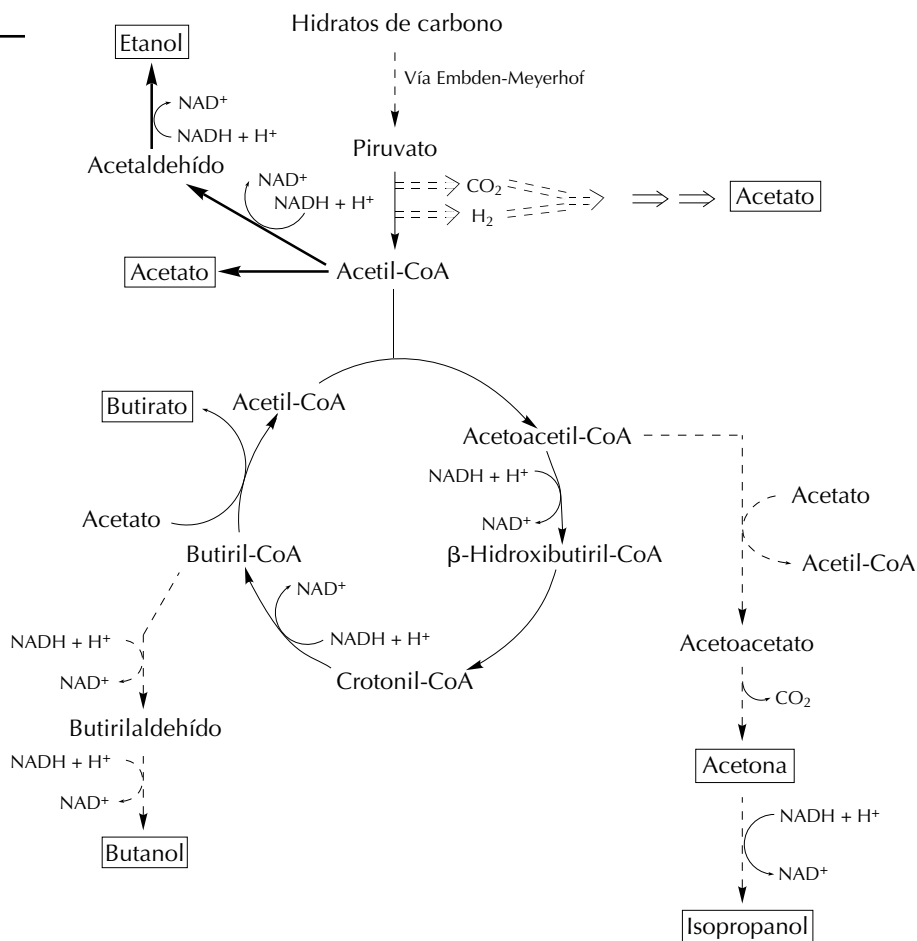 Hidratos de carbono
Etanol
Vía Embden-Meyerhof
NAD+
NADH + H+
Piruvato
Acetaldehído
NAD+
NADH + H+
CO2
H2
Acetato
Acetato
Acetil-CoA
Butirato
Acetil-CoA
Acetoacetil-CoA
NADH + H+
Acetato
Acetato
NAD+
Butiril-CoA
β-Hidroxibutiril-CoA
Acetil-CoA
NAD+
NADH + H+
NADH + H+
Acetoacetato
NAD+
Crotonil-CoA
CO2
Butirilaldehído
NADH + H+
Acetona
NAD+
NADH + H+
Butanol
NAD+
Isopropanol